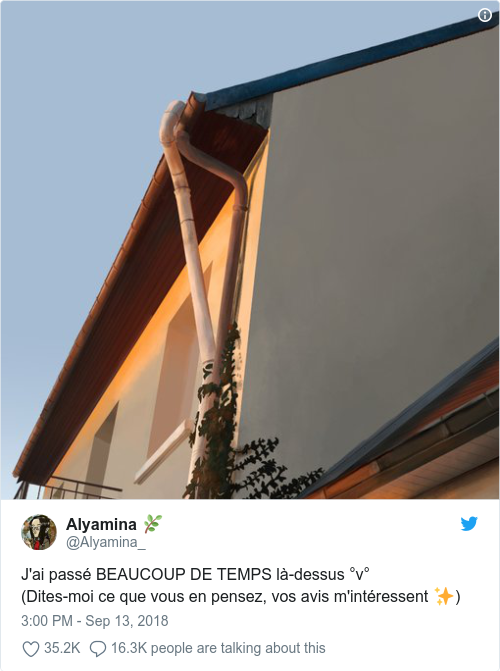 Alyamina 🌿
@Alyamina_
J'ai passé BEAUCOUP DE TEMPS là-dessus °v°
(Dites-moi ce que vous en pensez, vos avis m'intéressent ✨)
3:00 PM - Sep 13, 2018
35.2K 16.3K people are talking about this